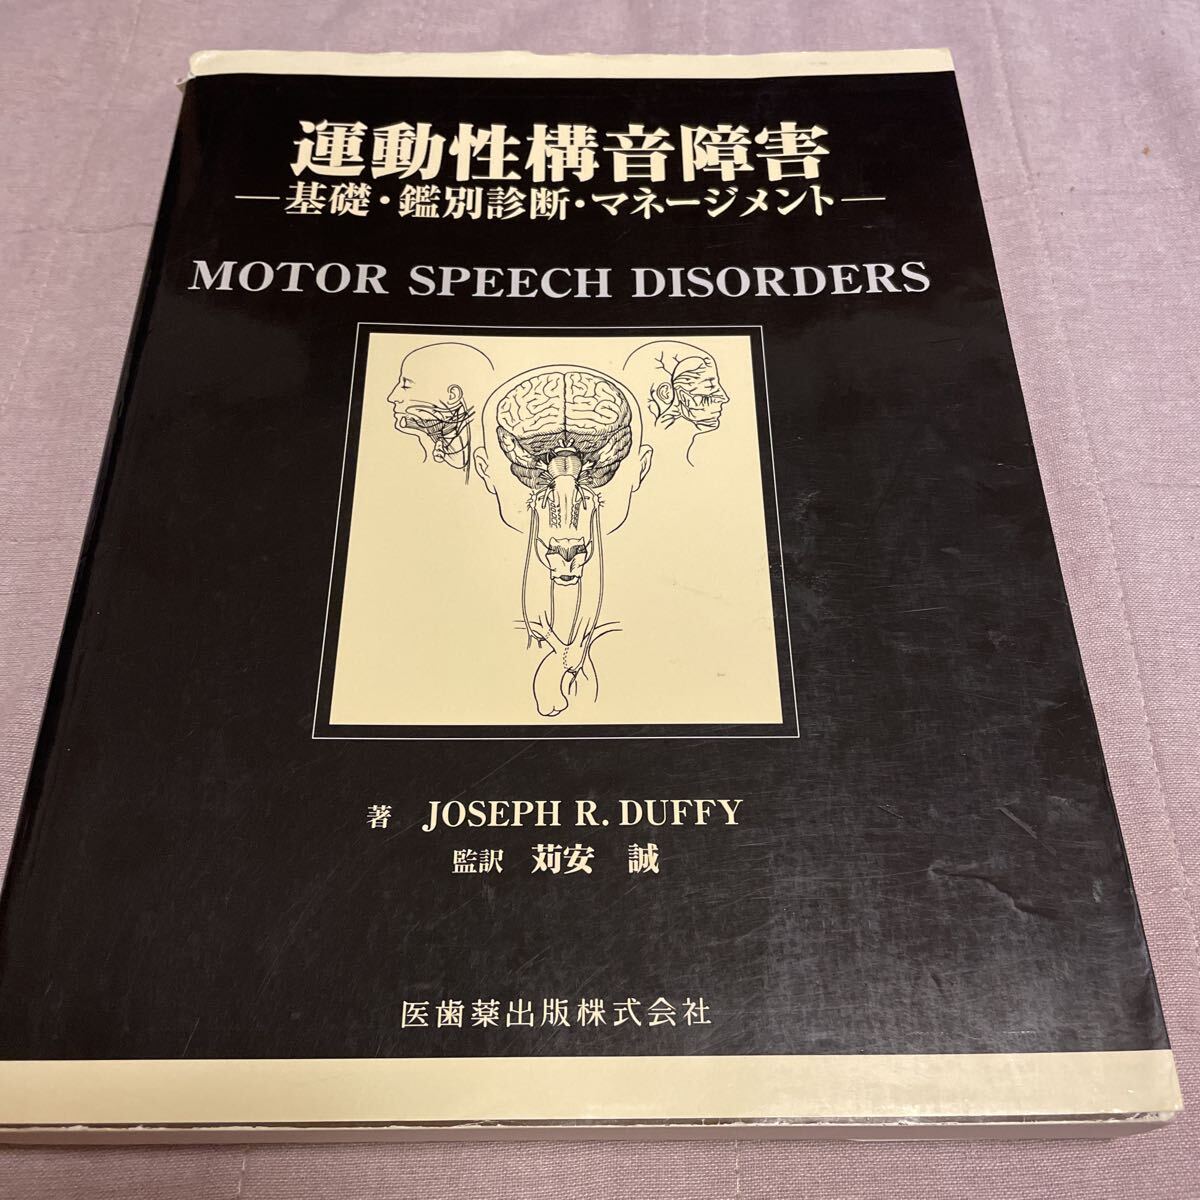 運動性構音障害
―基礎・鑑別診断・マネージメント―
MOTOR SPEECH DISORDERS
著 JOSEPH R. DUFFY
監訳 苅安 誠
医歯薬出版株式会社